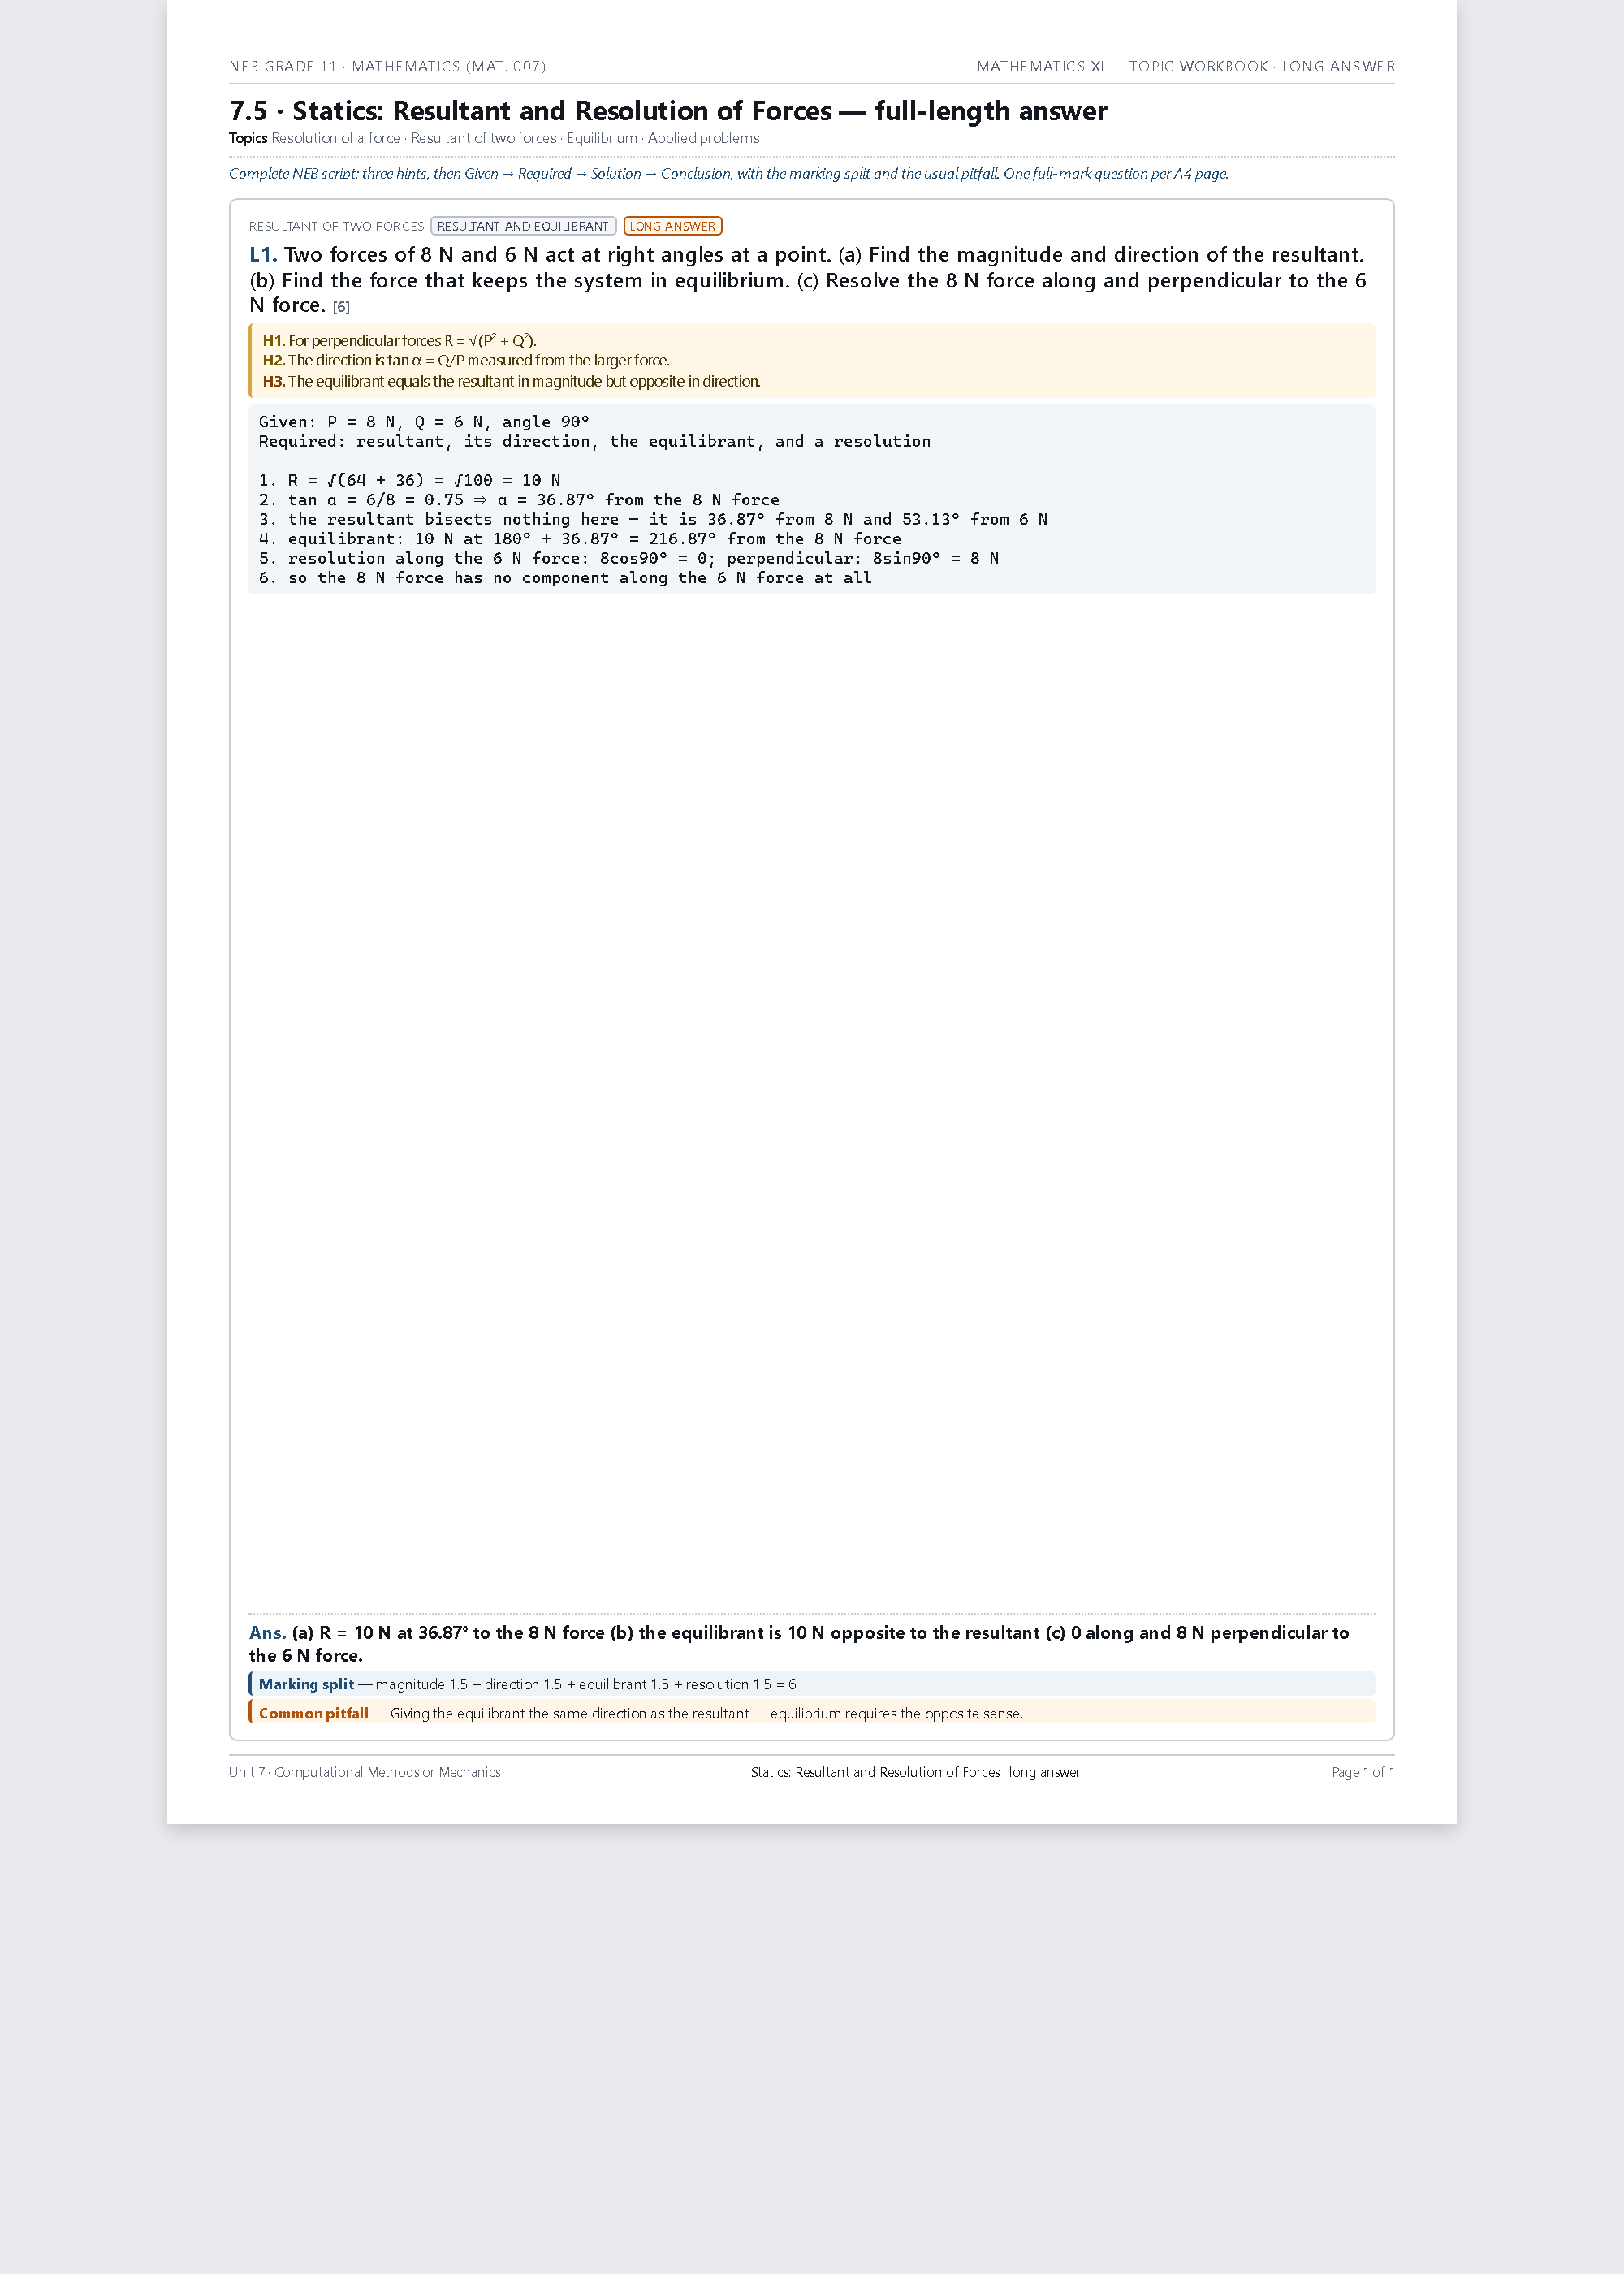 NEB GRADE 11 · MATHEMATICS (MAT. 007)
MATHEMATICS XI — TOPIC WORKBOOK · LONG ANSWER
7.5 · Statics: Resultant and Resolution of Forces — full-length answer
Topics Resolution of a force · Resultant of two forces · Equilibrium · Applied problems
Complete NEB script: three hints, then Given → Required → Solution → Conclusion, with the marking split and the usual pitfall. One full-mark question per A4 page.
RESULTANT OF TWO FORCES RESULTANT AND EQUILIBRANT LONG ANSWER
L1. Two forces of 8 N and 6 N act at right angles at a point. (a) Find the magnitude and direction of the resultant.
(b) Find the force that keeps the system in equilibrium. (c) Resolve the 8 N force along and perpendicular to the 6
N force. [6]
H1. For perpendicular forces R = √(P² + Q²).
H2. The direction is tan α = Q/P measured from the larger force.
H3. The equilibrant equals the resultant in magnitude but opposite in direction.
Given: P = 8 N, Q = 6 N, angle 90°
Required: resultant, its direction, the equilibrant, and a resolution
1. R = √(64 + 36) = √100 = 10 N
2. tan α = 6/8 = 0.75 ⇒ α = 36.87° from the 8 N force
3. the resultant bisects nothing here — it is 36.87° from 8 N and 53.13° from 6 N
4. equilibrant: 10 N at 180° + 36.87° = 216.87° from the 8 N force
5. resolution along the 6 N force: 8cos90° = 0; perpendicular: 8sin90° = 8 N
6. so the 8 N force has no component along the 6 N force at all
Ans. (a) R = 10 N at 36.87° to the 8 N force (b) the equilibrant is 10 N opposite to the resultant (c) 0 along and 8 N perpendicular to
the 6 N force.
Marking split — magnitude 1.5 + direction 1.5 + equilibrant 1.5 + resolution 1.5 = 6
Common pitfall — Giving the equilibrant the same direction as the resultant — equilibrium requires the opposite sense.
Unit 7 · Computational Methods or Mechanics
Statics: Resultant and Resolution of Forces · long answer
Page 1 of 1